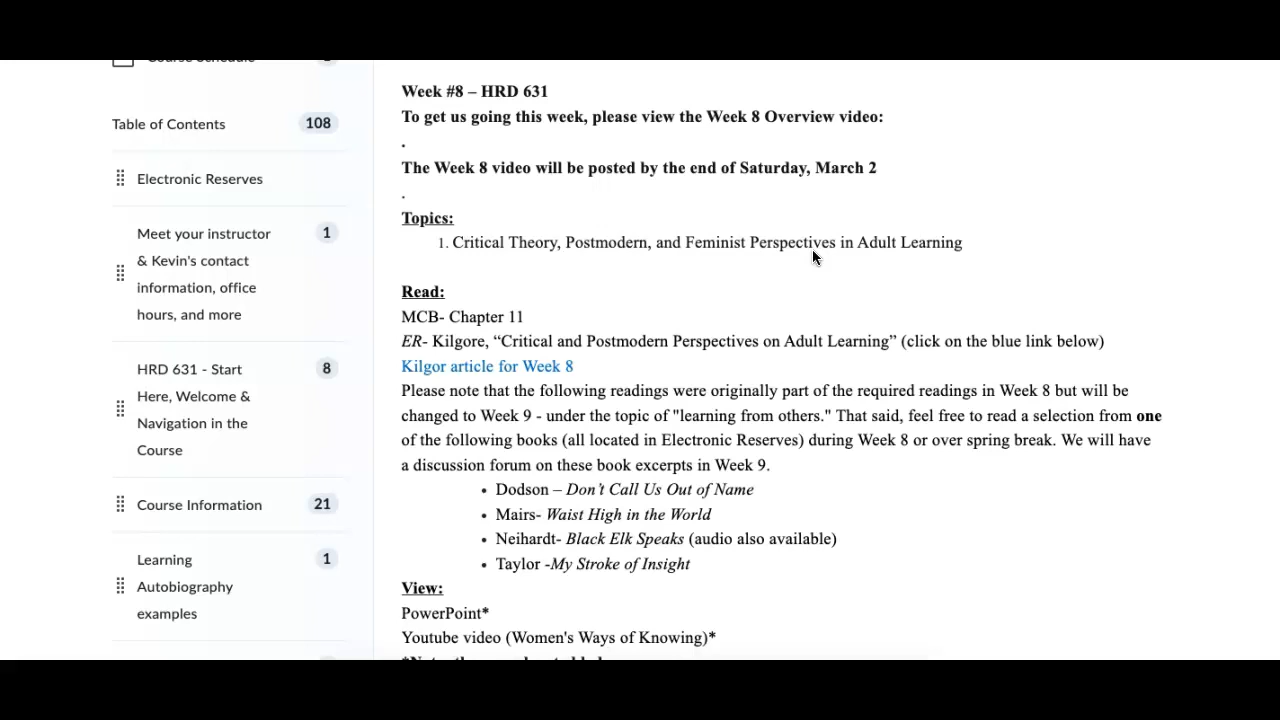 Course Schedule
Table of Contents
108
Electronic Reserves
Meet your instructor
1
& Kevin's contact
information, office
hours, and more
HRD 631 - Start
8
Here, Welcome &
Navigation in the
Course
Course Information
21
Learning
1
Autobiography
examples
Week #8 – HRD 631
To get us going this week, please view the Week 8 Overview video:
.
The Week 8 video will be posted by the end of Saturday, March 2
.
Topics:
1. Critical Theory, Postmodern, and Feminist Perspectives in Adult Learning
Read:
MCB- Chapter 11
ER- Kilgore, “Critical and Postmodern Perspectives on Adult Learning” (click on the blue link below)
Kilgor article for Week 8
Please note that the following readings were originally part of the required readings in Week 8 but will be
changed to Week 9 - under the topic of "learning from others." That said, feel free to read a selection from one
of the following books (all located in Electronic Reserves) during Week 8 or over spring break. We will have
a discussion forum on these book excerpts in Week 9.
• Dodson – Don’t Call Us Out of Name
• Mairs- Waist High in the World
• Neihardt- Black Elk Speaks (audio also available)
• Taylor -My Stroke of Insight
View:
PowerPoint*
Youtube video (Women's Ways of Knowing)*